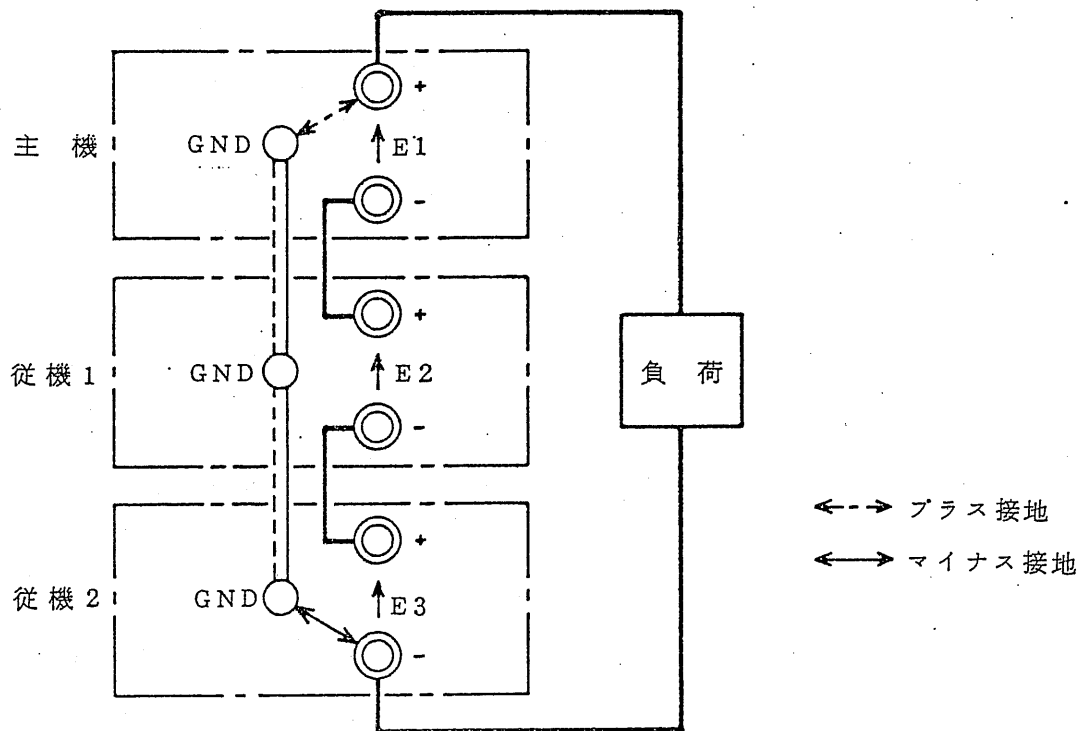 主機
GND
+
E1
-
従機1
GND
+
E2
-
従機2
GND
+
E3
-
負荷
プラス接地
マイナス接地